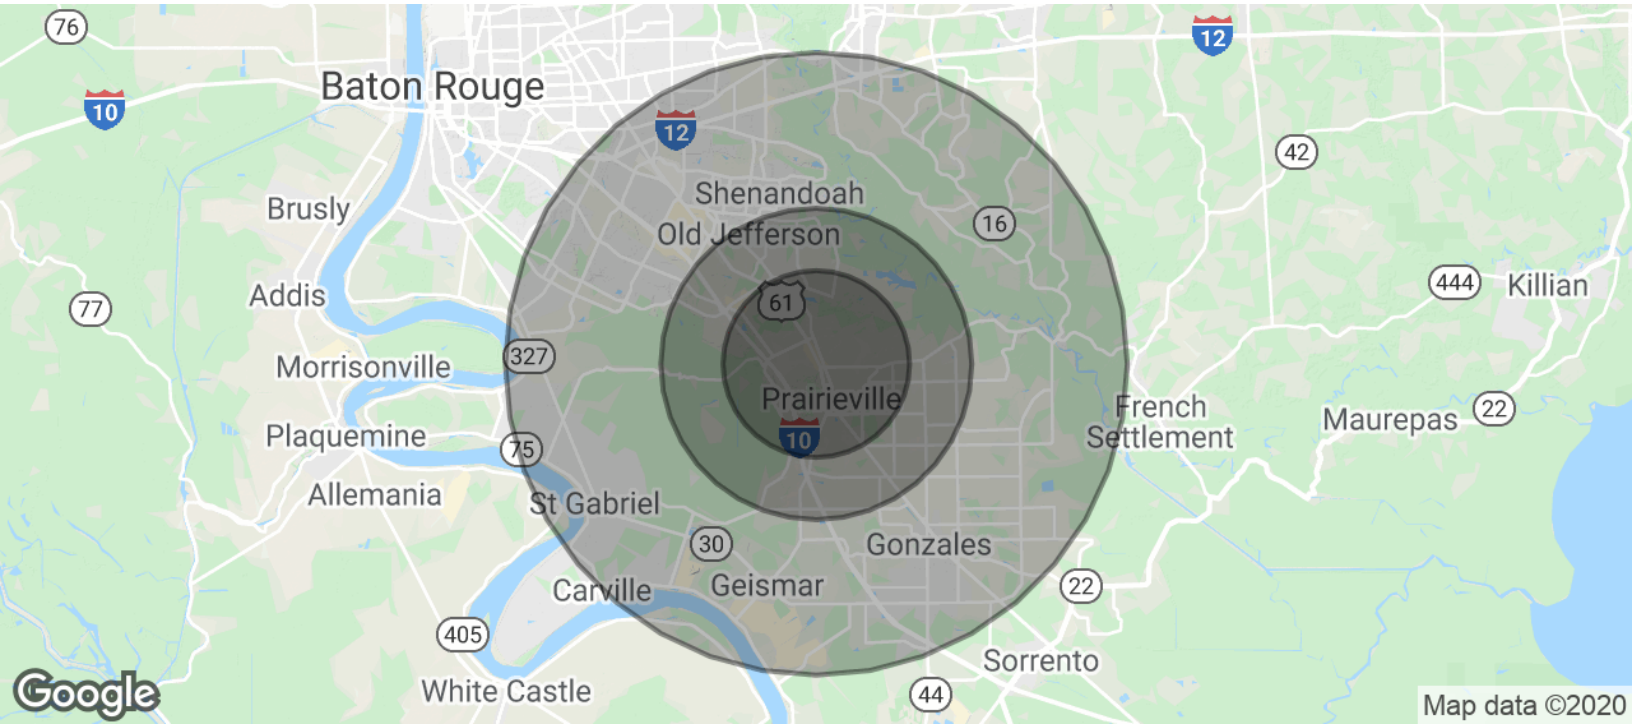 76
12
Baton Rouge
10
12
42
Shenandoah
Brusly
16
Old Jefferson
444
Killian
Addis
61
77
327
Morrisonville
Prairieville
French
Settlement
22
Maurepas
Plaquemine
10
75
Allemania
St Gabriel
30
Gonzales
Geismar
22
Carville
405
Sorrento
White Castle
44
Google
Map data ©2020